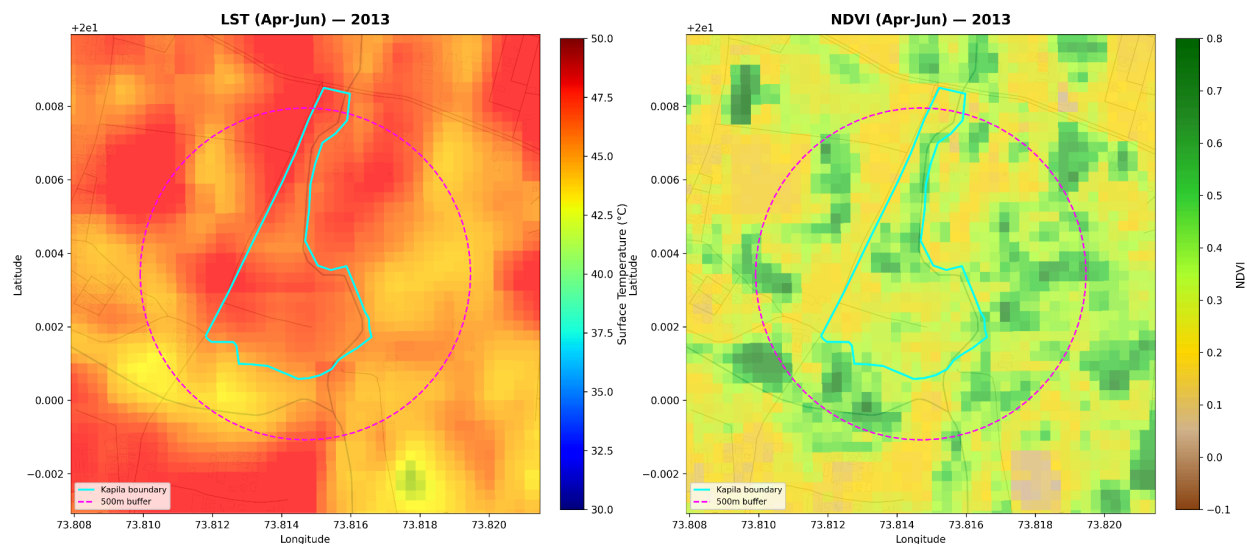 LST (Apr-Jun) — 2013
+2e1
0.008
0.006
0.004
0.002
0.000
−0.002
Latitude
73.808 73.810 73.812 73.814 73.816 73.818 73.820
Longitude
Kapila boundary
500m buffer
50.0
47.5
45.0
42.5
40.0
37.5
35.0
32.5
30.0
Surface Temperature (°C)
NDVI (Apr-Jun) — 2013
+2e1
0.008
0.006
0.004
0.002
0.000
−0.002
Latitude
73.808 73.810 73.812 73.814 73.816 73.818 73.820
Longitude
Kapila boundary
500m buffer
0.8
0.7
0.6
0.5
0.4
0.3
0.2
0.1
0.0
−0.1
NDVI